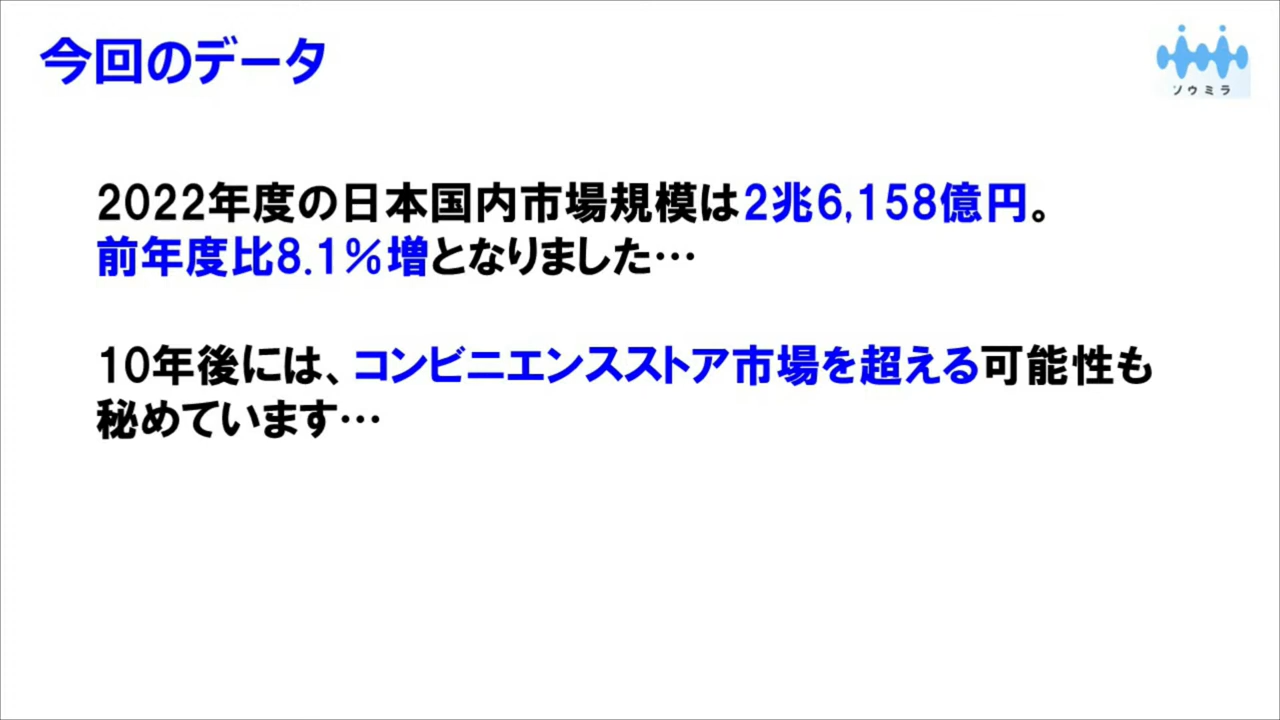 今回のデータ
ソウミラ
2022年度の日本国内市場規模は2兆6,158億円。
前年度比8.1%増となりました…
10年後には、コンビニエンスストア市場を超える可能性も
秘めています…